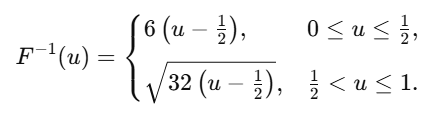 F⁻¹(u) = { 6 (u − 1/2), 0 ≤ u ≤ 1/2,
√(32 (u − 1/2)), 1/2 < u ≤ 1.